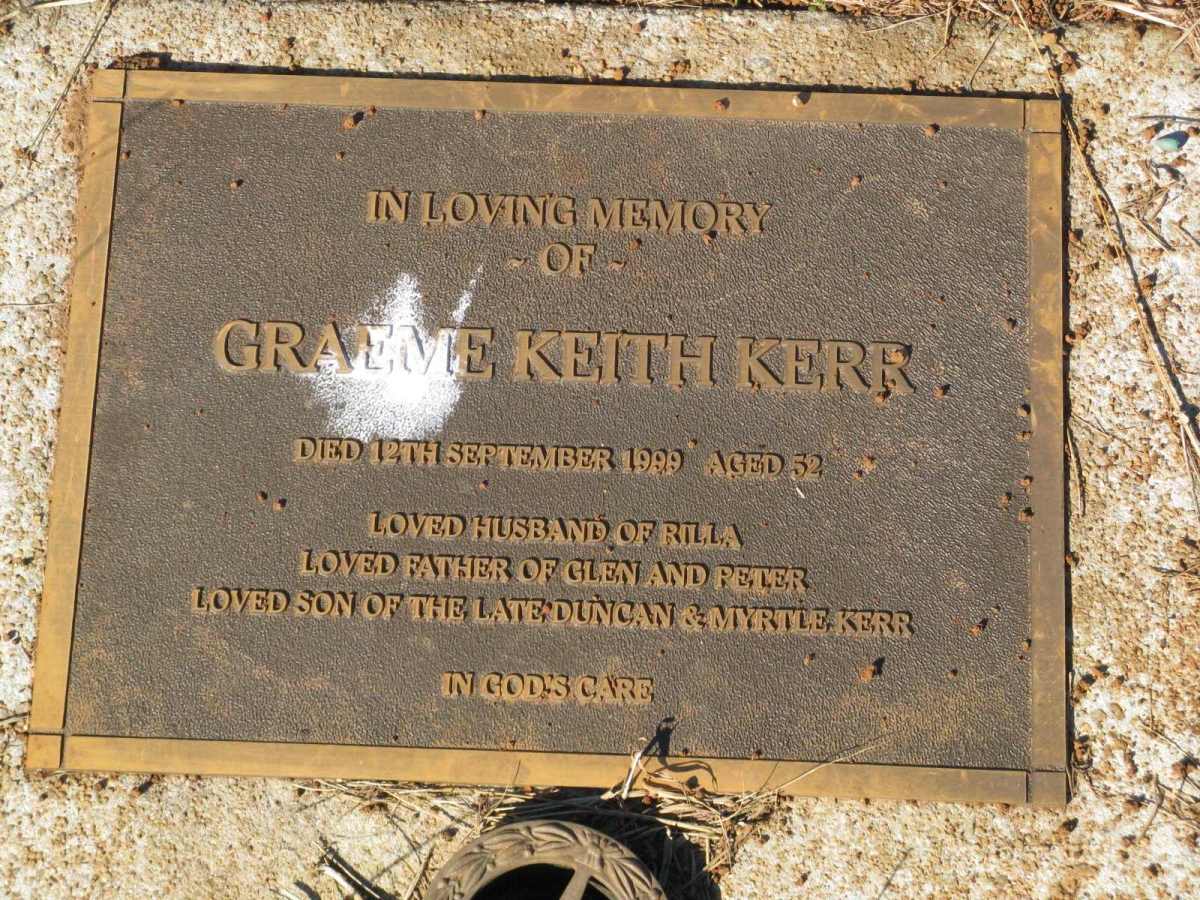 IN LOVING MEMORY
~ OF ~
GRAEME KEITH KERR
DIED 12TH SEPTEMBER 1999 AGED 52
LOVED HUSBAND OF RILLA
LOVED FATHER OF GLEN AND PETER
LOVED SON OF THE LATE DUNCAN & MYRTLE KERR
IN GOD'S CARE